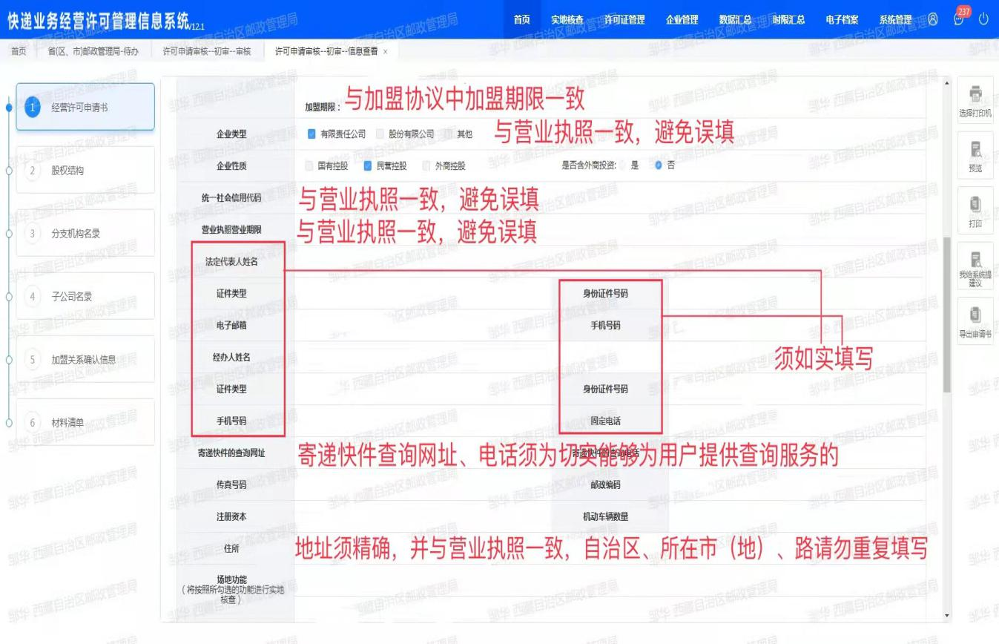 快递业务经营许可管理信息系统V12.1
首页 实地核查 许可证管理 企业管理 数据汇总 时限汇总 电子档案 系统管理 237
首页 省(区、市)邮政管理局-待办 许可申请审核--初审--审核 许可申请审核--初审--信息查看 ×
1 经营许可申请书
2 股权结构
3 分支机构名录
4 子公司名录
5 加盟关系确认信息
6 材料清单
加盟期限： 与加盟协议中加盟期限一致
企业类型 有限责任公司 股份有限公司 其他 与营业执照一致，避免误填
企业性质 国有控股 民营控股 外商控股 是否含外商投资: 是 否
统一社会信用代码 与营业执照一致，避免误填
营业执照营业期限 与营业执照一致，避免误填
法定代表人姓名
证件类型 身份证件号码
电子邮箱 手机号码
经办人姓名 须如实填写
证件类型 身份证件号码
手机号码 固定电话
寄递快件的查询网址 寄递快件查询网址、电话须为切实能够为用户提供查询服务的
传真号码 邮政编码
注册资本 机动车辆数量
住所 地址须精确，并与营业执照一致，自治区、所在市（地）、路请勿重复填写
场地功能
（将按照所勾选的功能进行实地
核查）
选择打印机
预览
打印
我给系统提
建议
导出申请书
邹华 西藏自治区邮政管理局